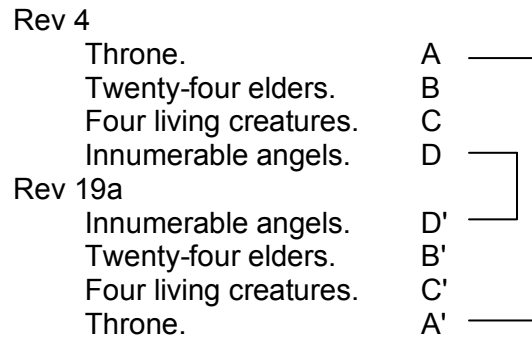 Rev 4
Throne. A
Twenty-four elders. B
Four living creatures. C
Innumerable angels. D
Rev 19a
Innumerable angels. D'
Twenty-four elders. B'
Four living creatures. C'
Throne. A'